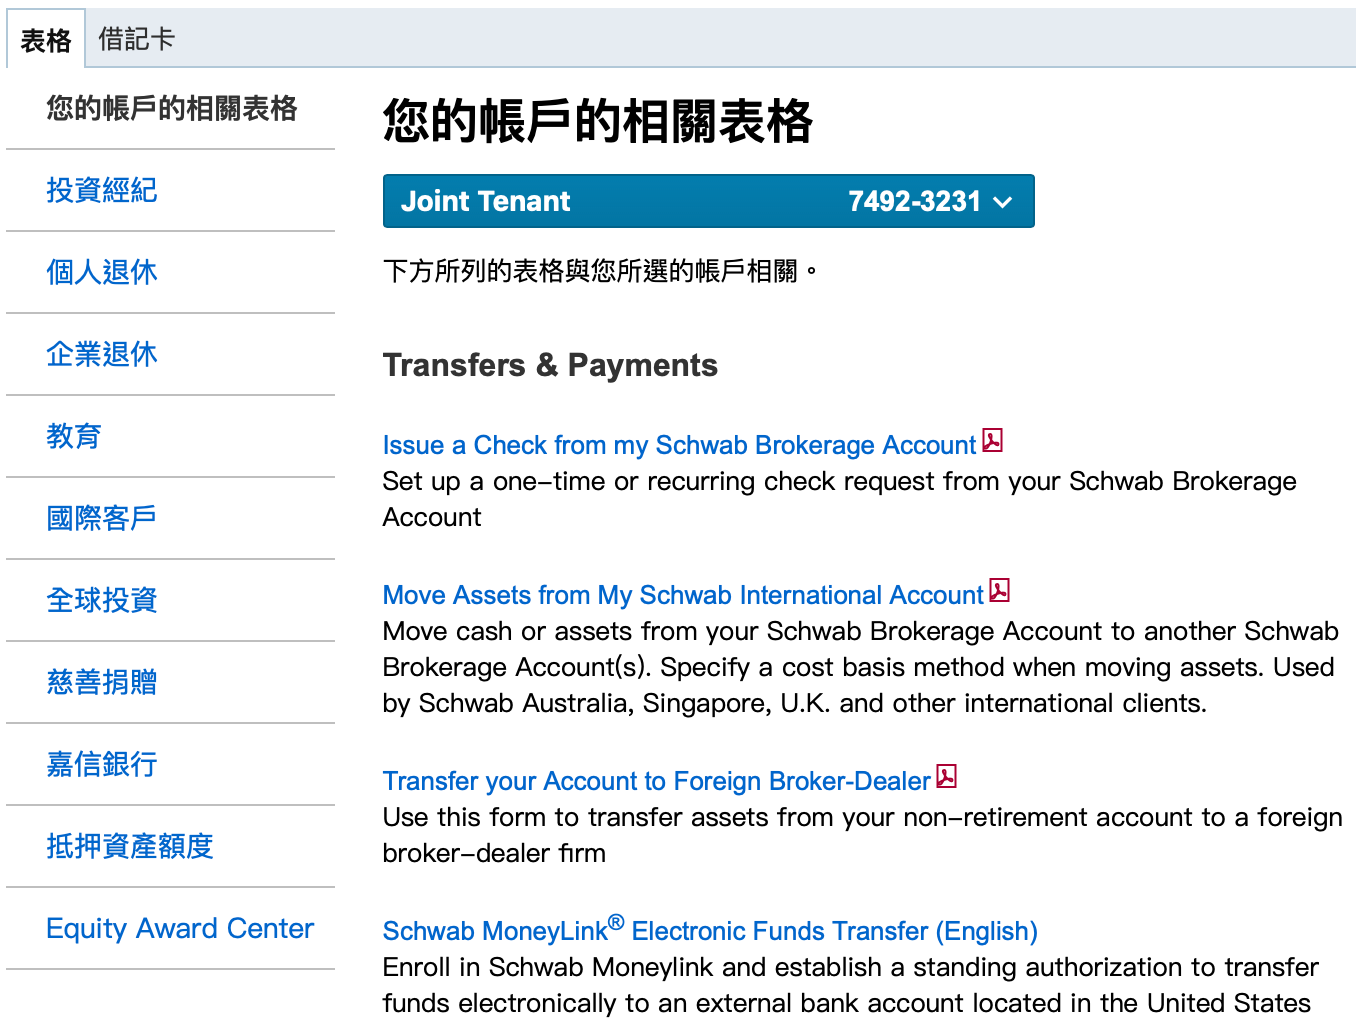 表格 借記卡
您的帳戶的相關表格
投資經紀
個人退休
企業退休
教育
國際客戶
全球投資
慈善捐贈
嘉信銀行
抵押資產額度
Equity Award Center
您的帳戶的相關表格
Joint Tenant 7492-3231
下方所列的表格與您所選的帳戶相關。
Transfers & Payments
Issue a Check from my Schwab Brokerage Account
Set up a one-time or recurring check request from your Schwab Brokerage
Account
Move Assets from My Schwab International Account
Move cash or assets from your Schwab Brokerage Account to another Schwab
Brokerage Account(s). Specify a cost basis method when moving assets. Used
by Schwab Australia, Singapore, U.K. and other international clients.
Transfer your Account to Foreign Broker-Dealer
Use this form to transfer assets from your non-retirement account to a foreign
broker-dealer firm
Schwab MoneyLink® Electronic Funds Transfer (English)
Enroll in Schwab Moneylink and establish a standing authorization to transfer
funds electronically to an external bank account located in the United States